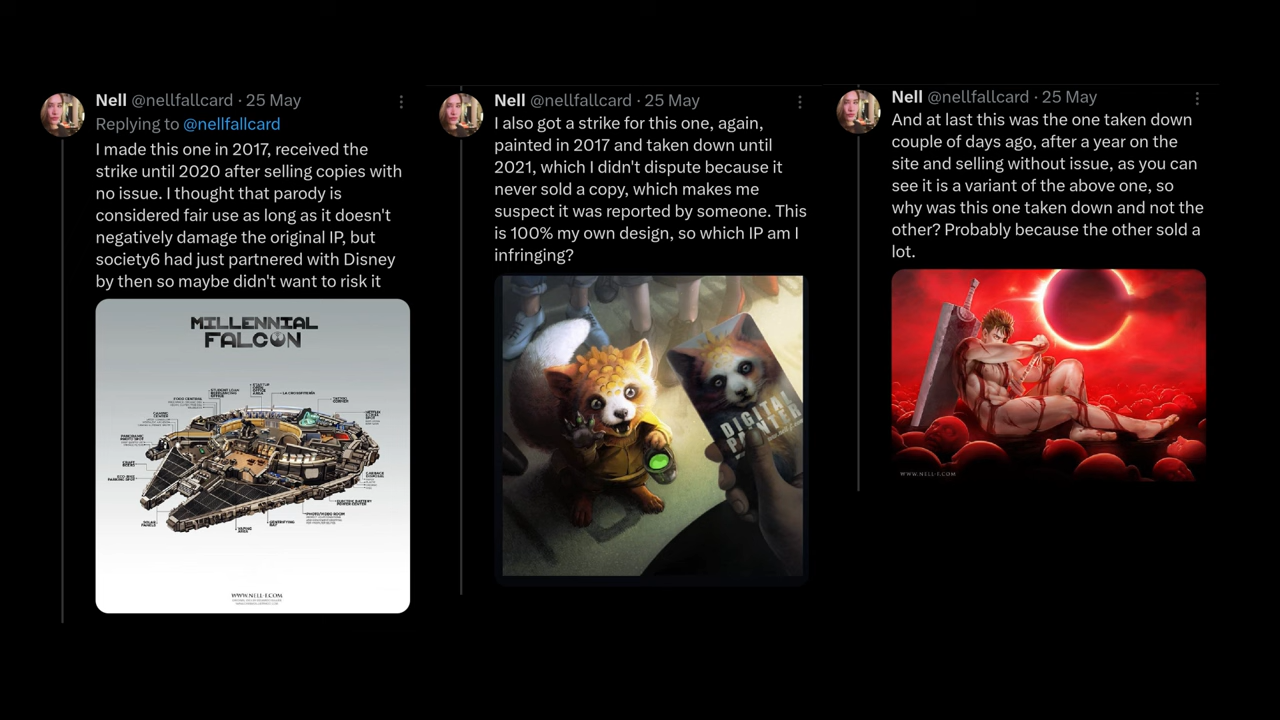 Nell @nellfallcard · 25 May
Replying to @nellfallcard
I made this one in 2017, received the
strike until 2020 after selling copies with
no issue. I thought that parody is
considered fair use as long as it doesn't
negatively damage the original IP, but
society6 had just partnered with Disney
by then so maybe didn't want to risk it
MILLENNIAL
FALCON
WWW.NELL-F.COM
Nell @nellfallcard · 25 May
I also got a strike for this one, again,
painted in 2017 and taken down until
2021, which I didn't dispute because it
never sold a copy, which makes me
suspect it was reported by someone. This
is 100% my own design, so which IP am I
infringing?
DIGITAL
PAINTER
Nell @nellfallcard · 25 May
And at last this was the one taken down
couple of days ago, after a year on the
site and selling without issue, as you can
see it is a variant of the above one, so
why was this one taken down and not the
other? Probably because the other sold a
lot.
WWW.NELL-F.COM